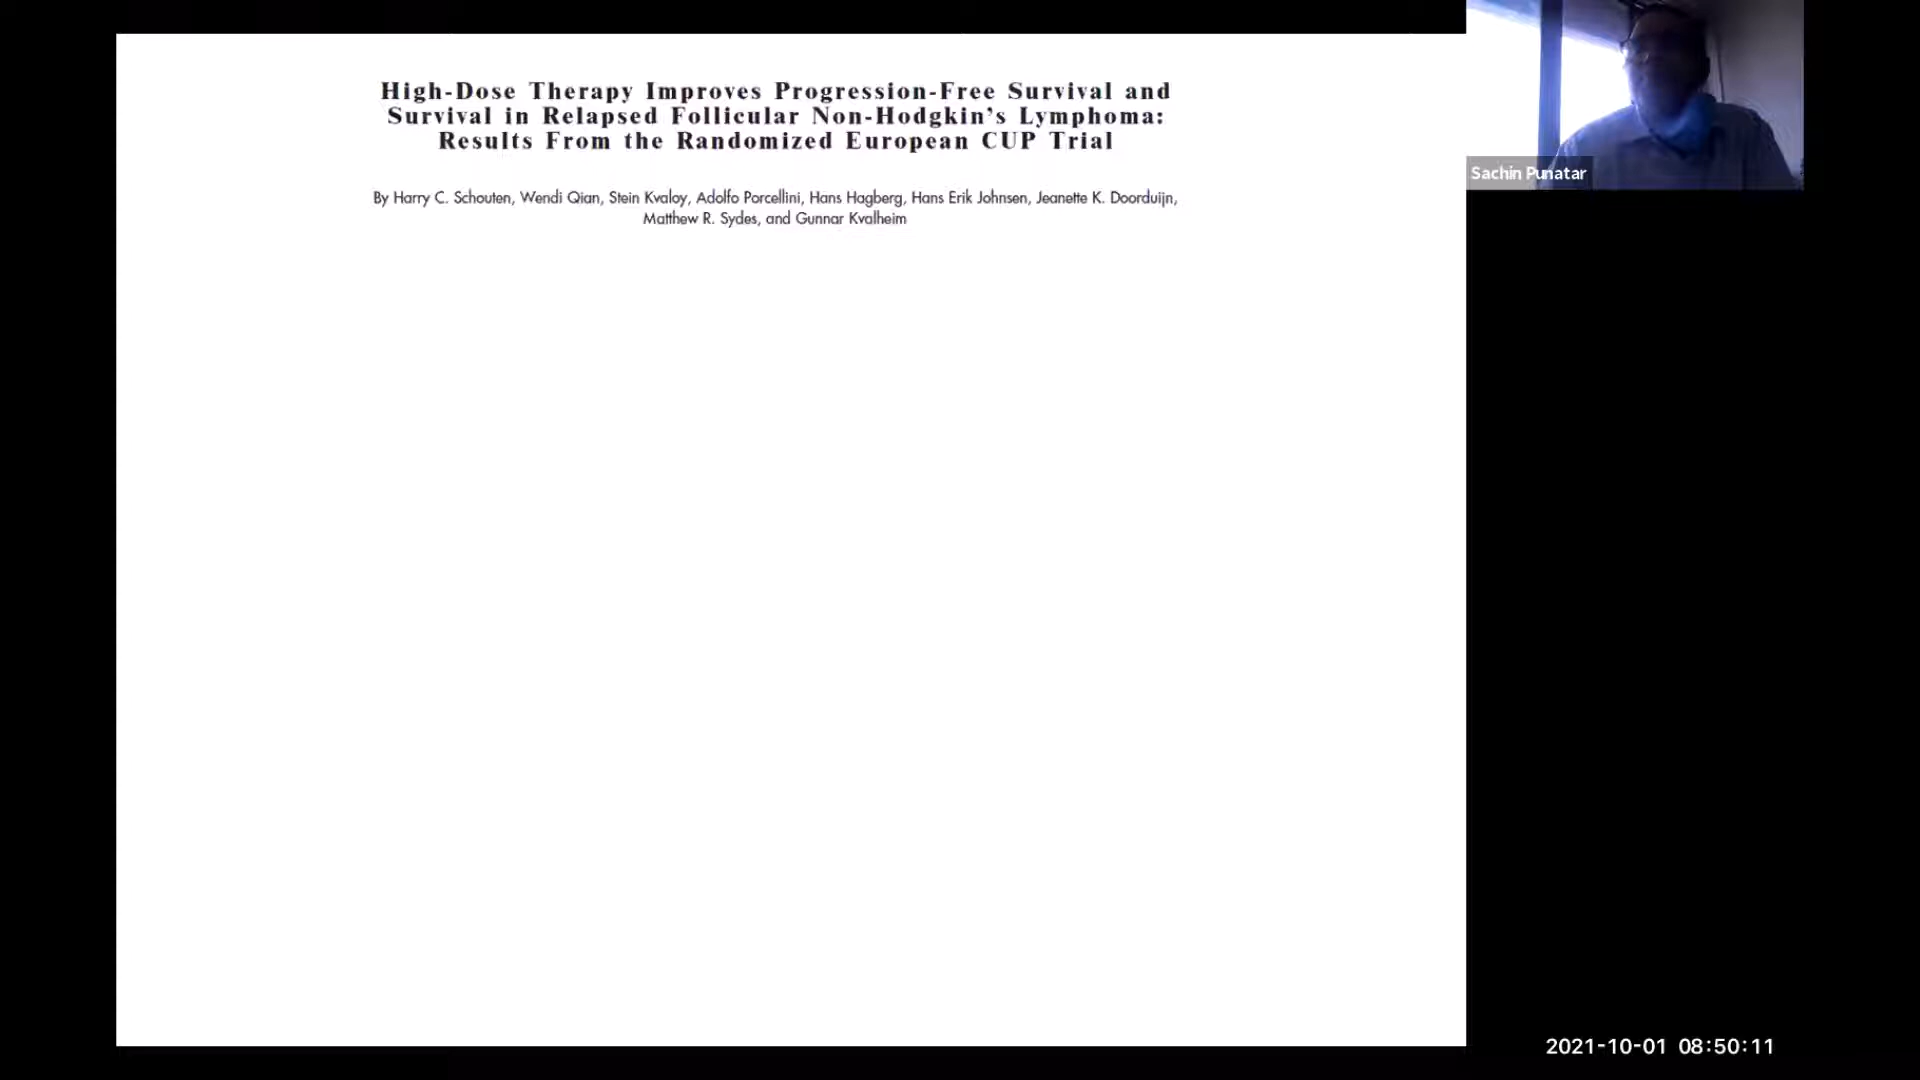 High-Dose Therapy Improves Progression-Free Survival and
Survival in Relapsed Follicular Non-Hodgkin's Lymphoma:
Results From the Randomized European CUP Trial
By Harry C. Schouten, Wendi Qian, Stein Kvaloy, Adolfo Porcellini, Hans Hagberg, Hans Erik Johnsen, Jeanette K. Doorduijn,
Matthew R. Sydes, and Gunnar Kvalheim
Sachin Punatar
2021-10-01 08:50:11